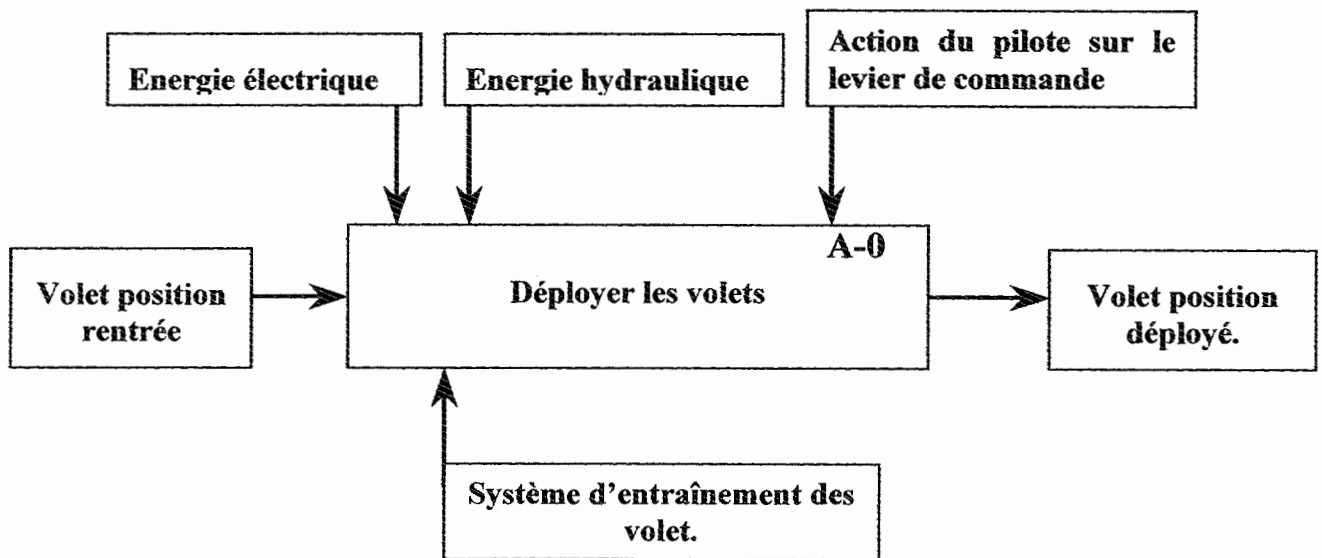 Energie électrique
Energie hydraulique
Action du pilote sur le
levier de commande
A-0
Volet position
rentrée
Déployer les volets
Volet position
déployé.
Système d'entraînement des
volet.